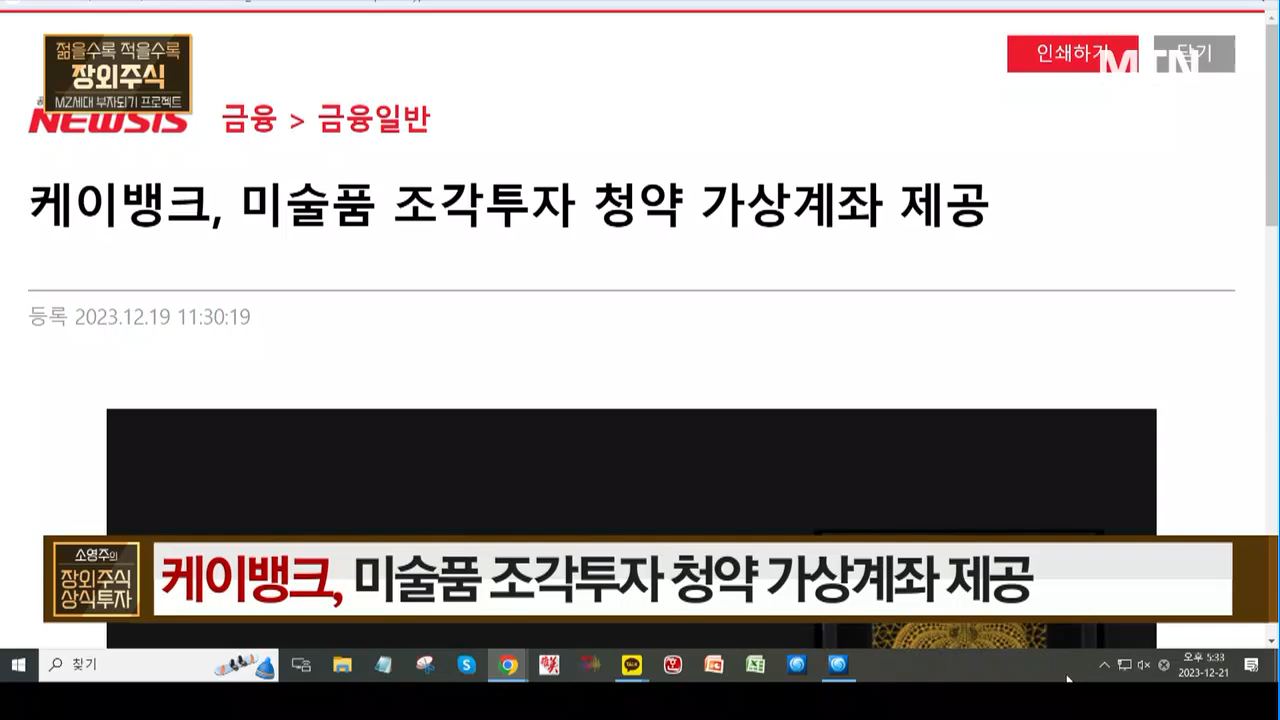 젊을수록 적을수록
장외주식
MZ세대 부자되기 프로젝트
인쇄하기
닫기
MTN
NEWSIS
금융 > 금융일반
케이뱅크, 미술품 조각투자 청약 가상계좌 제공
등록 2023.12.19 11:30:19
소영주의
장외주식
상식투자
케이뱅크, 미술품 조각투자 청약 가상계좌 제공
찾기
오후 5:33
2023-12-21